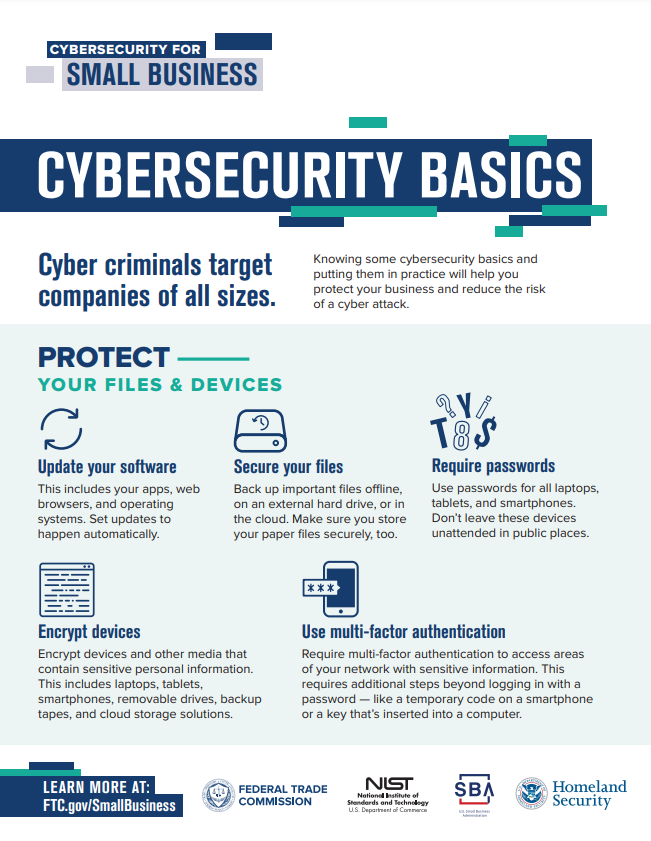 CYBERSECURITY FOR
SMALL BUSINESS
CYBERSECURITY BASICS
Cyber criminals target
companies of all sizes.
Knowing some cybersecurity basics and
putting them in practice will help you
protect your business and reduce the risk
of a cyber attack.
PROTECT
YOUR FILES & DEVICES
Update your software
This includes your apps, web
browsers, and operating
systems. Set updates to
happen automatically.
Secure your files
Back up important files offline,
on an external hard drive, or in
the cloud. Make sure you store
your paper files securely, too.
? Y i
T 8 $
Require passwords
Use passwords for all laptops,
tablets, and smartphones.
Don’t leave these devices
unattended in public places.
Encrypt devices
Encrypt devices and other media that
contain sensitive personal information.
This includes laptops, tablets,
smartphones, removable drives, backup
tapes, and cloud storage solutions.
***
Use multi-factor authentication
Require multi-factor authentication to access areas
of your network with sensitive information. This
requires additional steps beyond logging in with a
password — like a temporary code on a smartphone
or a key that’s inserted into a computer.
LEARN MORE AT:
FTC.gov/SmallBusiness
FEDERAL TRADE
COMMISSION
NIST
National Institute of
Standards and Technology
U.S. Department of Commerce
SBA
U.S. Small Business
Administration
Homeland
Security